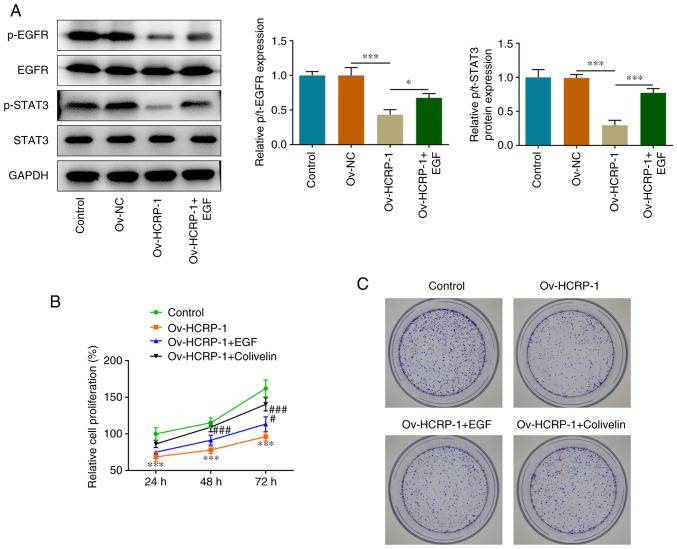 A
p-EGFR
EGFR
p-STAT3
STAT3
GAPDH
Control
Ov-NC
Ov-HCRP-1
Ov-HCRP-1+
EGF
Relative p/t-EGFR expression
1.5
1.0
0.5
0.0
***
*
Control
Ov-NC
Ov-HCRP-1
Ov-HCRP-1+
EGF
Relative p/t-STAT3
protein expression
1.5
1.0
0.5
0.0
***
***
Control
Ov-NC
Ov-HCRP-1
Ov-HCRP-1+
EGF
B
Control
Ov-HCRP-1
Ov-HCRP-1+EGF
Ov-HCRP-1+Colivelin
Relative cell proliferation (%)
200
150
100
50
***
###
***
###
#
***
24 h
48 h
72 h
C
Control
Ov-HCRP-1
Ov-HCRP-1+EGF
Ov-HCRP-1+Colivelin